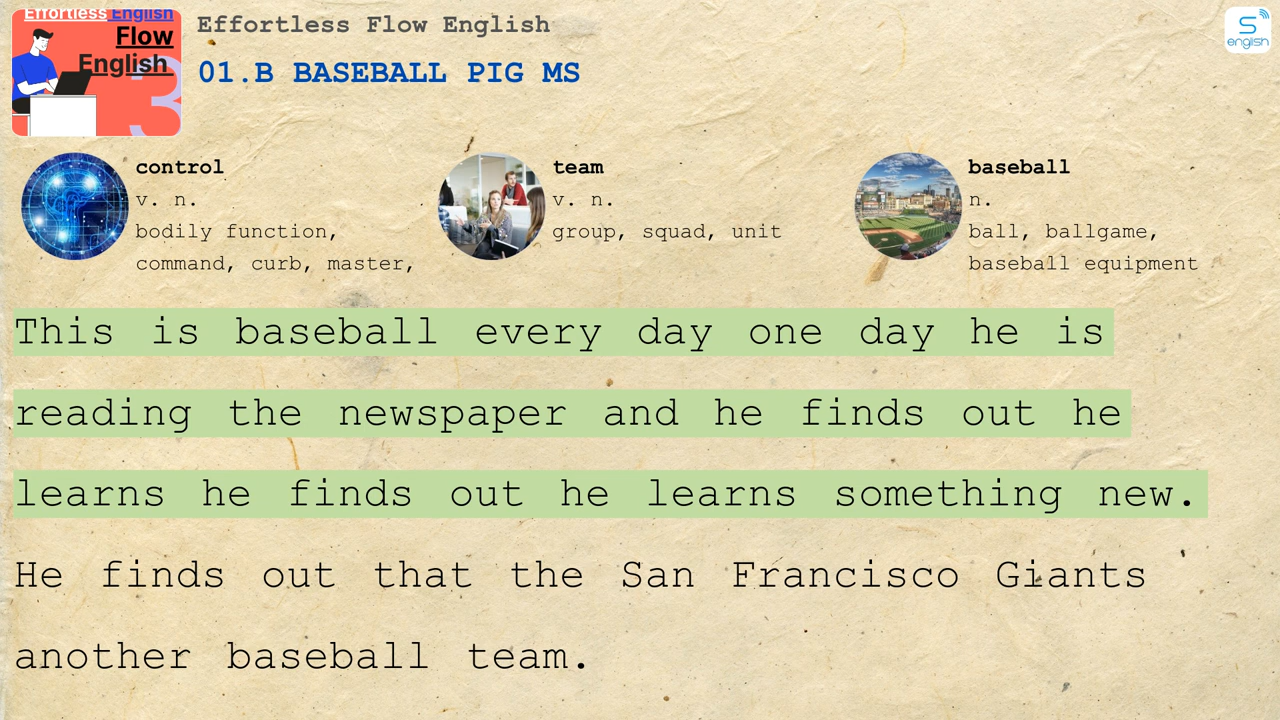 Effortless English
Flow
English
3
Effortless Flow English
01.B BASEBALL PIG MS
S
english
control
v. n.
bodily function,
command, curb, master,
team
v. n.
group, squad, unit
baseball
n.
ball, ballgame,
baseball equipment
This is baseball every day one day he is
reading the newspaper and he finds out he
learns he finds out he learns something new.
He finds out that the San Francisco Giants
another baseball team.